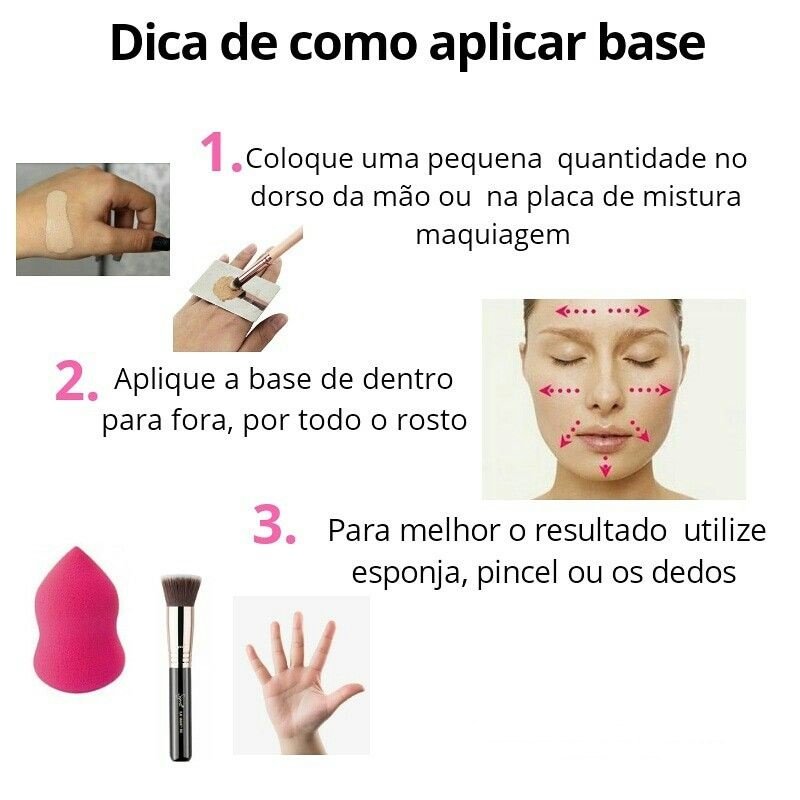 Dica de como aplicar base
1. Coloque uma pequena quantidade no
dorso da mão ou na placa de mistura
maquiagem
2. Aplique a base de dentro
para fora, por todo o rosto
3. Para melhor o resultado utilize
esponja, pincel ou os dedos